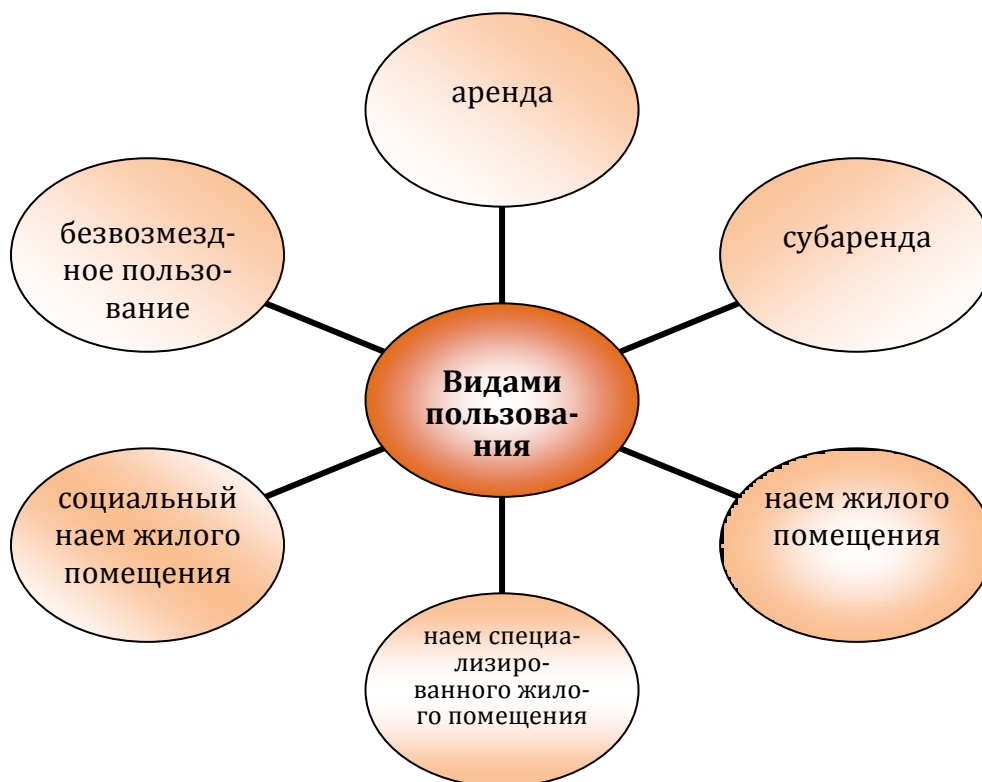 аренда
безвозмезд-
ное пользо-
вание
субаренда
Видами
пользова-
ния
социальный
наем жилого
помещения
наем жилого
помещения
наем специа-
лизиро-
ванного жило-
го помещения